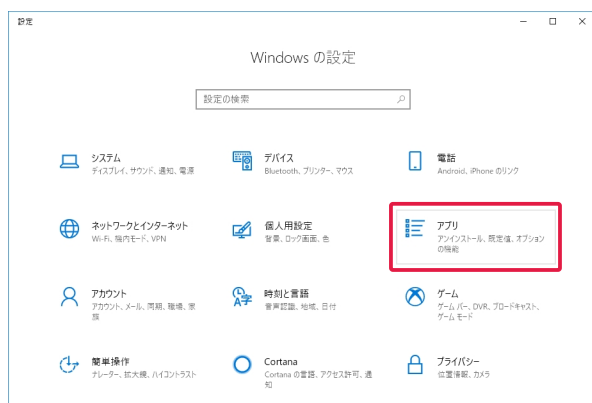 設定
Windows の設定
設定の検索
システム
ディスプレイ、サウンド、通知、電源
デバイス
Bluetooth、プリンター、マウス
電話
Android、iPhone のリンク
ネットワークとインターネット
Wi-Fi、機内モード、VPN
個人用設定
背景、ロック画面、色
アプリ
アンインストール、既定値、オプション
の機能
アカウント
アカウント、メール、同期、職場、家
族
時刻と言語
音声認識、地域、日付
ゲーム
ゲーム バー、DVR、ブロードキャスト、
ゲーム モード
簡単操作
ナレーター、拡大鏡、ハイコントラスト
Cortana
Cortana の言語、アクセス許可、通
知
プライバシー
位置情報、カメラ